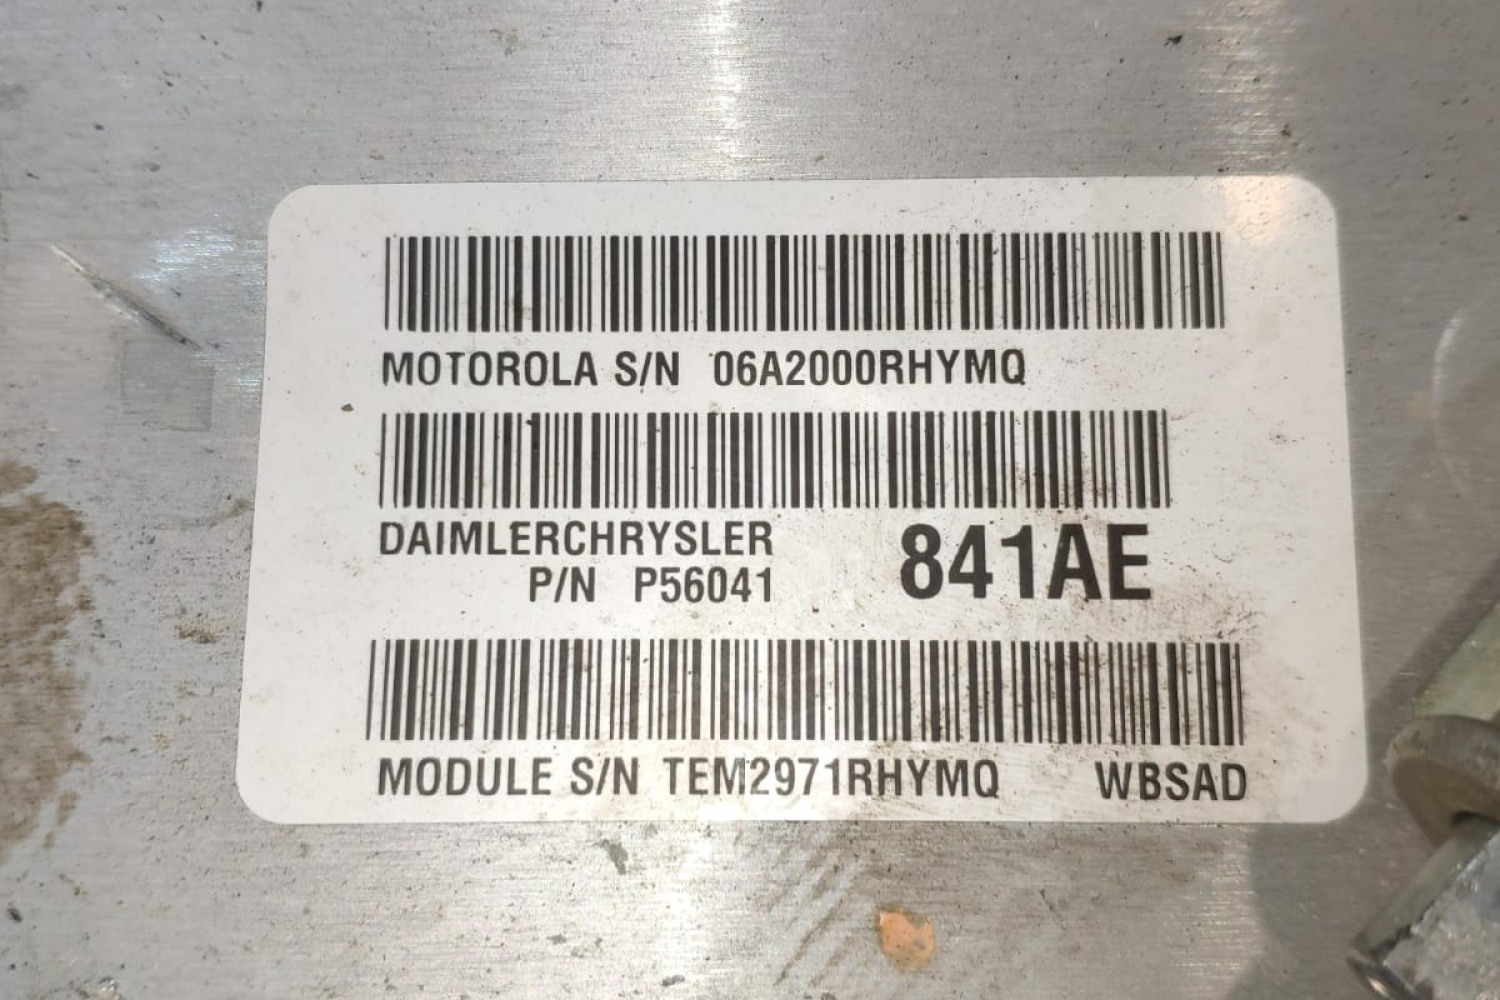 MOTOROLA S/N 06A2000RHYMQ
DAIMLERCHRYSLER
P/N P56041 841AE
MODULE S/N TEM2971RHYMQ WBSAD